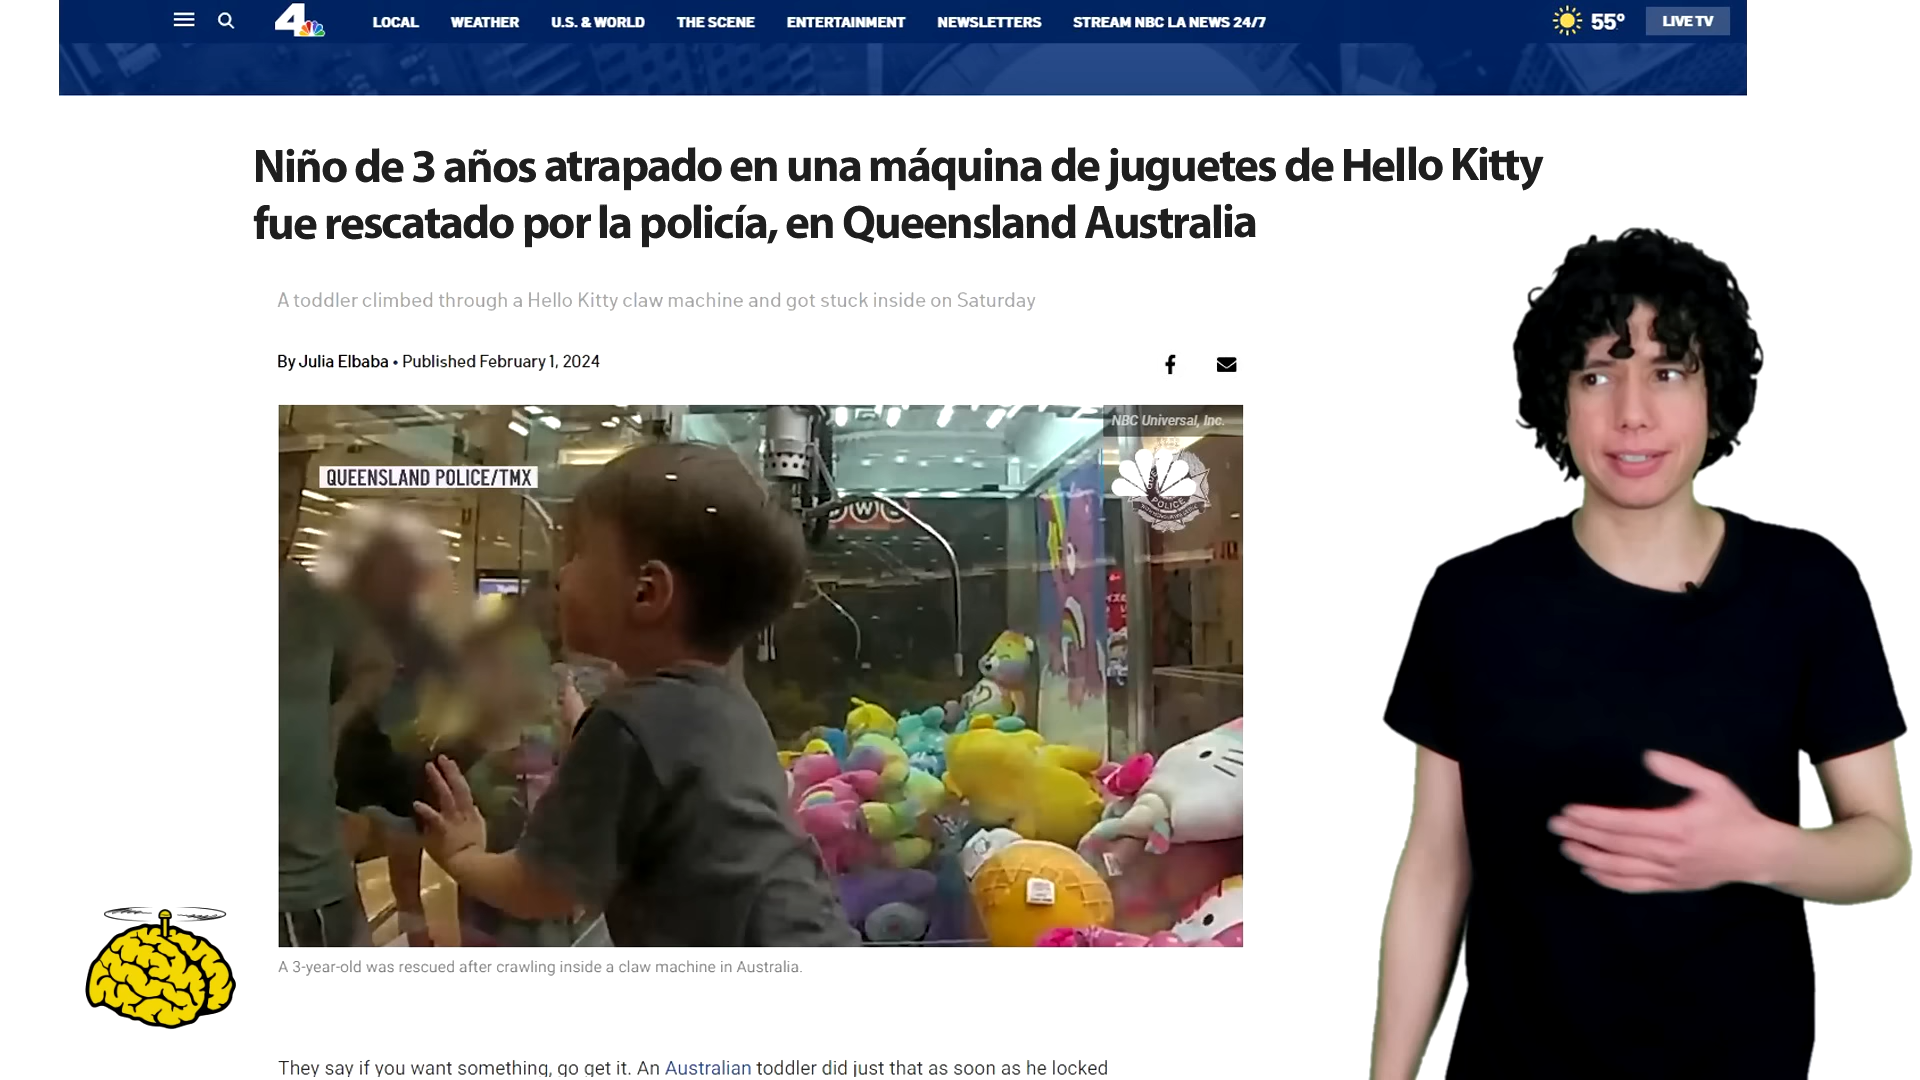 4
LOCAL WEATHER U.S. & WORLD THE SCENE ENTERTAINMENT NEWSLETTERS STREAM NBC LA NEWS 24/7 55° LIVE TV
Niño de 3 años atrapado en una máquina de juguetes de Hello Kitty
fue rescatado por la policía, en Queensland Australia
A toddler climbed through a Hello Kitty claw machine and got stuck inside on Saturday
By Julia Elbaba • Published February 1, 2024
NBC Universal, Inc.
QUEENSLAND POLICE/TMX
POLICE
A 3-year-old was rescued after crawling inside a claw machine in Australia.
They say if you want something, go get it. An Australian toddler did just that as soon as he locked